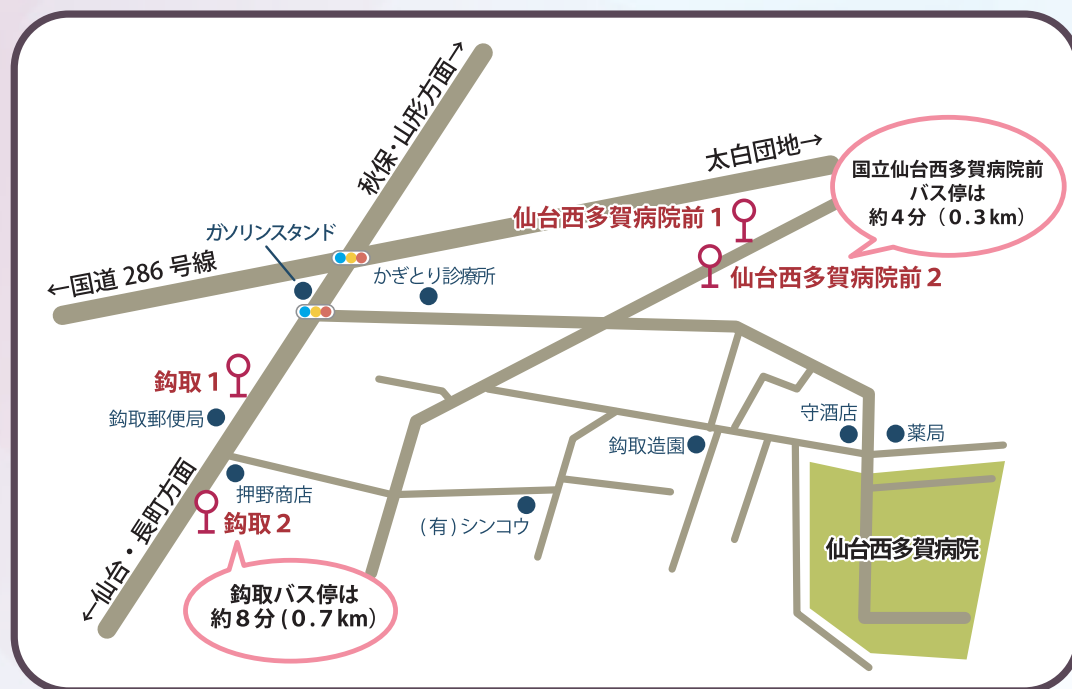 秋保・山形方面→
太白団地→
国立仙台西多賀病院前
バス停は
約4分（0.3km）
仙台西多賀病院前1
ガソリンスタンド
←国道286号線
かぎとり診療所
仙台西多賀病院前2
鈎取1
鈎取郵便局
守酒店
薬局
鈎取造園
押野商店
鈎取2
(有)シンコウ
←仙台・長町方面
仙台西多賀病院
鈎取バス停は
約8分(0.7km)